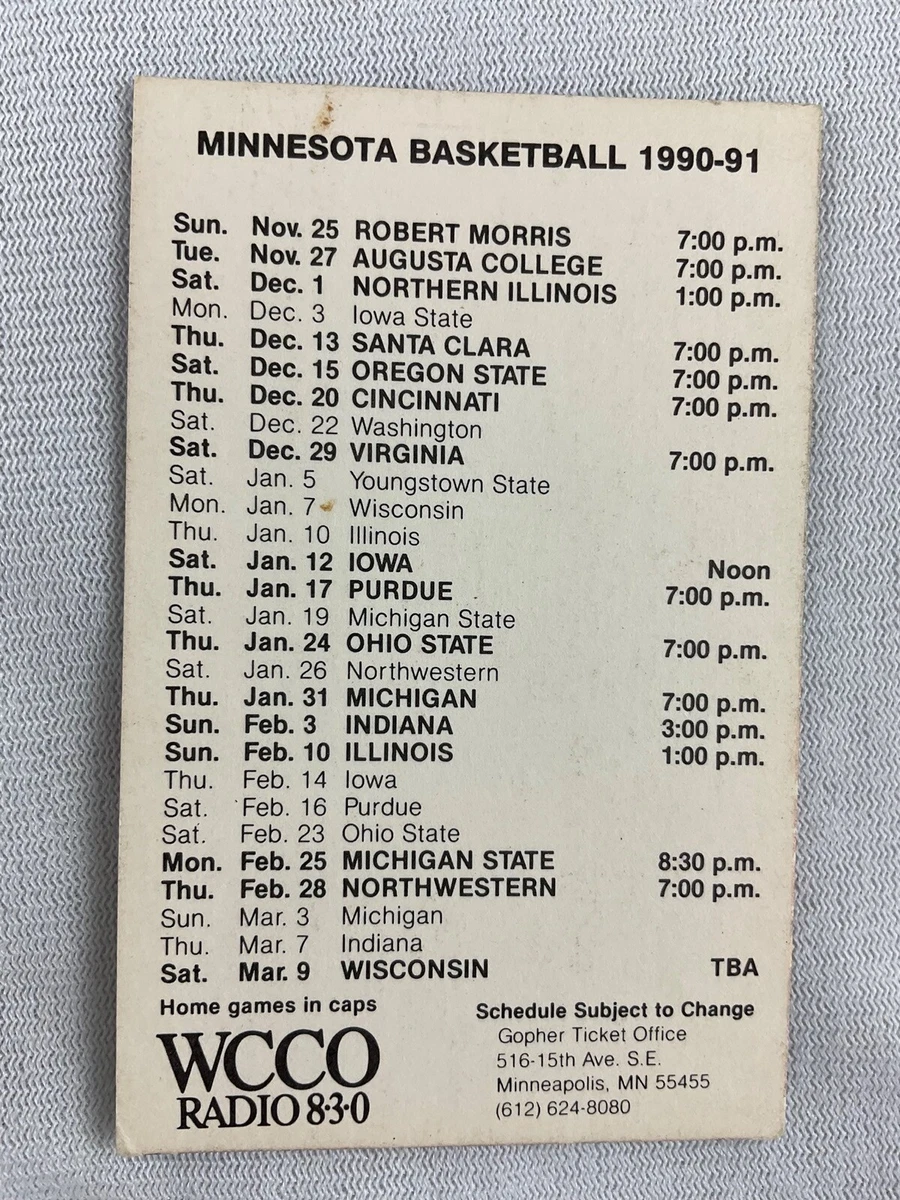 MINNESOTA BASKETBALL 1990-91
Sun. Nov. 25 ROBERT MORRIS 7:00 p.m.
Tue. Nov. 27 AUGUSTA COLLEGE 7:00 p.m.
Sat. Dec. 1 NORTHERN ILLINOIS 1:00 p.m.
Mon. Dec. 3 Iowa State
Thu. Dec. 13 SANTA CLARA 7:00 p.m.
Sat. Dec. 15 OREGON STATE 7:00 p.m.
Thu. Dec. 20 CINCINNATI 7:00 p.m.
Sat. Dec. 22 Washington
Sat. Dec. 29 VIRGINIA 7:00 p.m.
Sat. Jan. 5 Youngstown State
Mon. Jan. 7 Wisconsin
Thu. Jan. 10 Illinois
Sat. Jan. 12 IOWA Noon
Thu. Jan. 17 PURDUE 7:00 p.m.
Sat. Jan. 19 Michigan State
Thu. Jan. 24 OHIO STATE 7:00 p.m.
Sat. Jan. 26 Northwestern
Thu. Jan. 31 MICHIGAN 7:00 p.m.
Sun. Feb. 3 INDIANA 3:00 p.m.
Sun. Feb. 10 ILLINOIS 1:00 p.m.
Thu. Feb. 14 Iowa
Sat. Feb. 16 Purdue
Sat. Feb. 23 Ohio State
Mon. Feb. 25 MICHIGAN STATE 8:30 p.m.
Thu. Feb. 28 NORTHWESTERN 7:00 p.m.
Sun. Mar. 3 Michigan
Thu. Mar. 7 Indiana
Sat. Mar. 9 WISCONSIN TBA
Home games in caps
WCCO
RADIO 8·3·0
Schedule Subject to Change
Gopher Ticket Office
516-15th Ave. S.E.
Minneapolis, MN 55455
(612) 624-8080